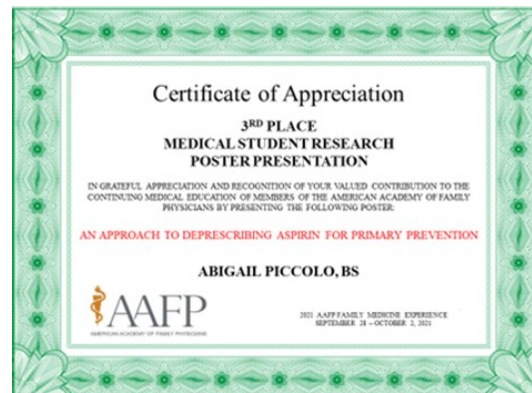 Certificate of Appreciation
3RD PLACE
MEDICAL STUDENT RESEARCH
POSTER PRESENTATION
IN GRATEFUL APPRECIATION AND RECOGNITION OF YOUR VALUED CONTRIBUTION TO THE
CONTINUING MEDICAL EDUCATION OF MEMBERS OF THE AMERICAN ACADEMY OF FAMILY
PHYSICIANS BY PRESENTING THE FOLLOWING POSTER:
AN APPROACH TO DEPRESCRIBING ASPIRIN FOR PRIMARY PREVENTION
ABIGAIL PICCOLO, BS
AAFP
AMERICAN ACADEMY OF FAMILY PHYSICIANS
2021 AAFP FAMILY MEDICINE EXPERIENCE
SEPTEMBER 28 – OCTOBER 2, 2021